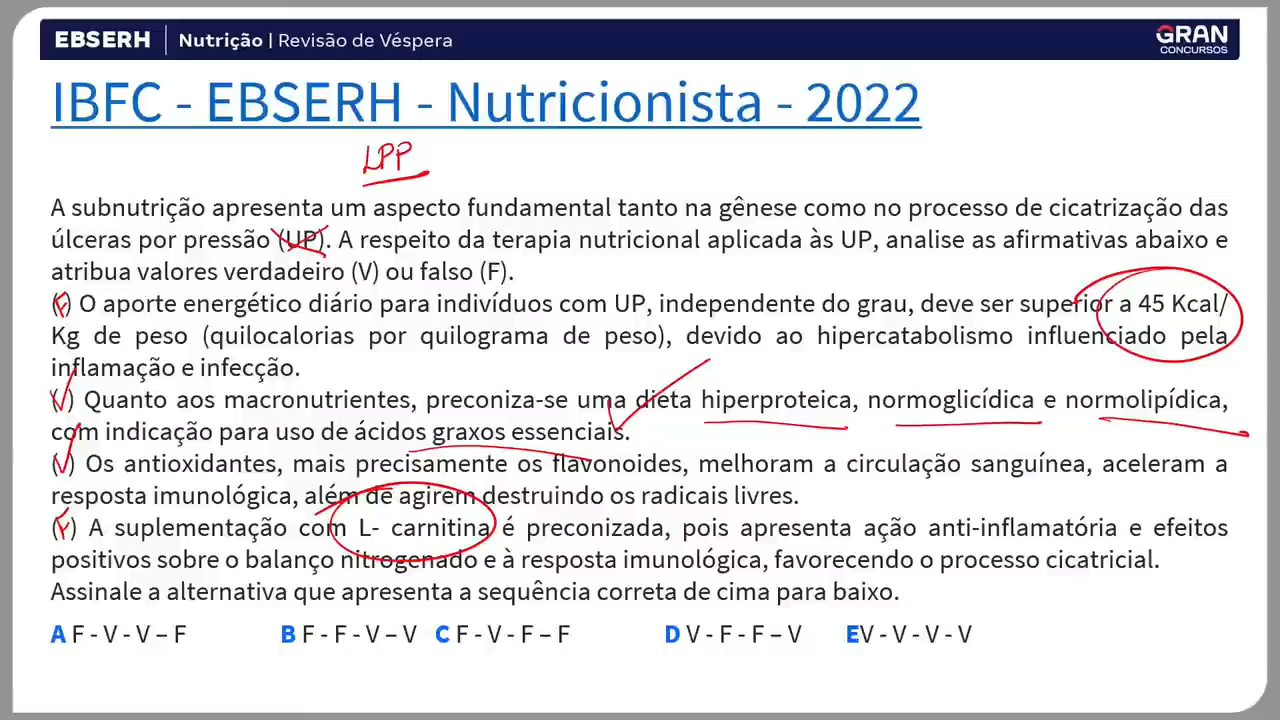 EBSERH | Nutrição | Revisão de Véspera
GRAN CONCURSOS
IBFC - EBSERH - Nutricionista - 2022
LPP
A subnutrição apresenta um aspecto fundamental tanto na gênese como no processo de cicatrização das
úlceras por pressão (UP). A respeito da terapia nutricional aplicada às UP, analise as afirmativas abaixo e
atribua valores verdadeiro (V) ou falso (F).
(F) O aporte energético diário para indivíduos com UP, independente do grau, deve ser superior a 45 Kcal/
Kg de peso (quilocalorias por quilograma de peso), devido ao hipercatabolismo influenciado pela
inflamação e infecção.
(V) Quanto aos macronutrientes, preconiza-se uma dieta hiperproteica, normoglicídica e normolipídica,
com indicação para uso de ácidos graxos essenciais.
(V) Os antioxidantes, mais precisamente os flavonoides, melhoram a circulação sanguínea, aceleram a
resposta imunológica, além de agirem destruindo os radicais livres.
(F) A suplementação com L- carnitina é preconizada, pois apresenta ação anti-inflamatória e efeitos
positivos sobre o balanço nitrogenado e à resposta imunológica, favorecendo o processo cicatricial.
Assinale a alternativa que apresenta a sequência correta de cima para baixo.
A F - V - V – F B F - F - V – V C F - V - F – F D V - F - F – V EV - V - V - V